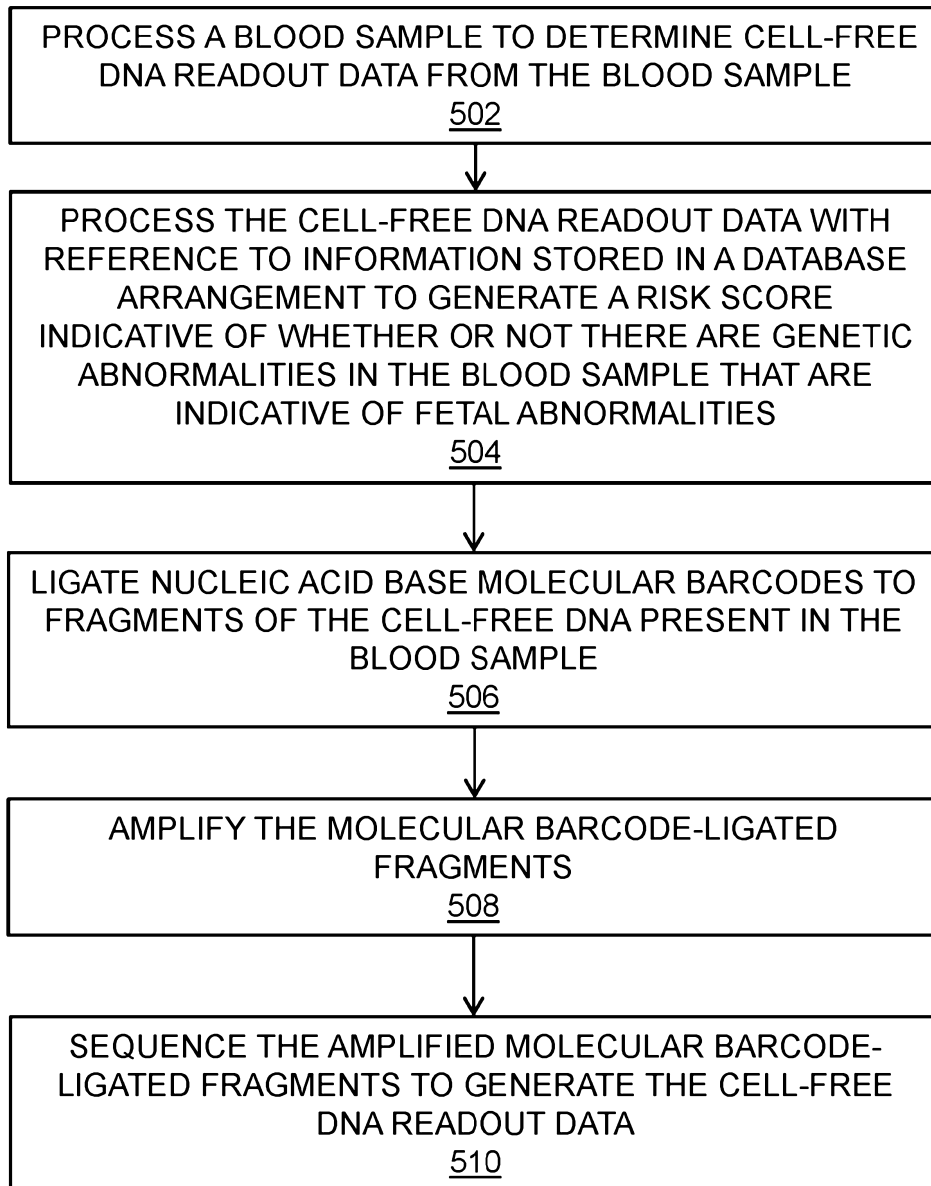 PROCESS A BLOOD SAMPLE TO DETERMINE CELL-FREE
DNA READOUT DATA FROM THE BLOOD SAMPLE
502
PROCESS THE CELL-FREE DNA READOUT DATA WITH
REFERENCE TO INFORMATION STORED IN A DATABASE
ARRANGEMENT TO GENERATE A RISK SCORE
INDICATIVE OF WHETHER OR NOT THERE ARE GENETIC
ABNORMALITIES IN THE BLOOD SAMPLE THAT ARE
INDICATIVE OF FETAL ABNORMALITIES
504
LIGATE NUCLEIC ACID BASE MOLECULAR BARCODES TO
FRAGMENTS OF THE CELL-FREE DNA PRESENT IN THE
BLOOD SAMPLE
506
AMPLIFY THE MOLECULAR BARCODE-LIGATED
FRAGMENTS
508
SEQUENCE THE AMPLIFIED MOLECULAR BARCODE-
LIGATED FRAGMENTS TO GENERATE THE CELL-FREE
DNA READOUT DATA
510